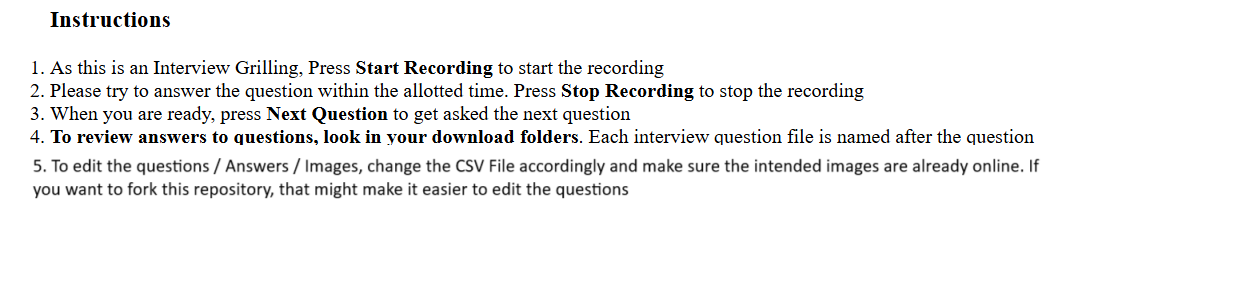 Instructions
1. As this is an Interview Grilling, Press Start Recording to start the recording
2. Please try to answer the question within the allotted time. Press Stop Recording to stop the recording
3. When you are ready, press Next Question to get asked the next question
4. To review answers to questions, look in your download folders. Each interview question file is named after the question
5. To edit the questions / Answers / Images, change the CSV File accordingly and make sure the intended images are already online. If
you want to fork this repository, that might make it easier to edit the questions